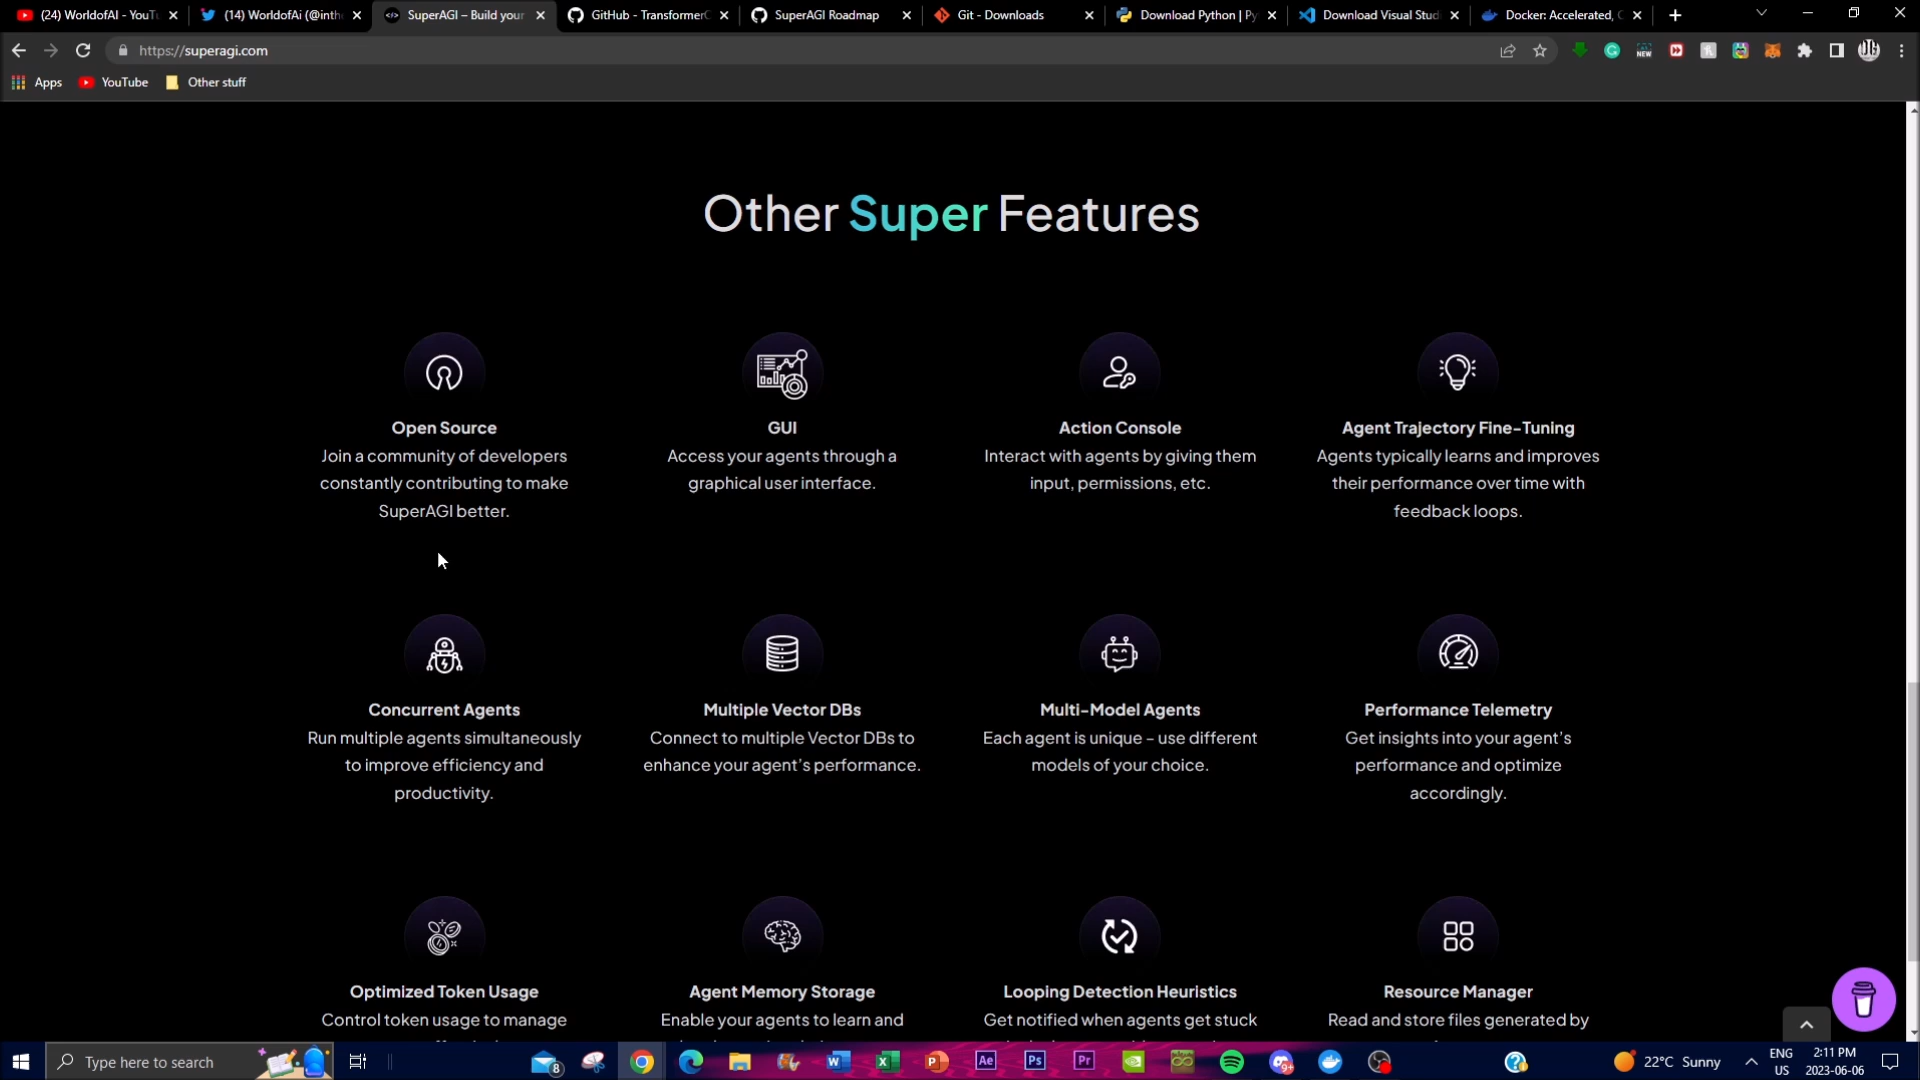 (24) WorldofAI - YouTu
(14) WorldofAi (@inth
SuperAGI – Build your
GitHub - Transformer
SuperAGI Roadmap
Git - Downloads
Download Python | Py
Download Visual Stud
Docker: Accelerated,
https://superagi.com
NEW
Apps
YouTube
Other stuff
Other Super Features
Open Source
Join a community of developers
constantly contributing to make
SuperAGI better.
GUI
Access your agents through a
graphical user interface.
Action Console
Interact with agents by giving them
input, permissions, etc.
Agent Trajectory Fine-Tuning
Agents typically learns and improves
their performance over time with
feedback loops.
Concurrent Agents
Run multiple agents simultaneously
to improve efficiency and
productivity.
Multiple Vector DBs
Connect to multiple Vector DBs to
enhance your agent's performance.
Multi-Model Agents
Each agent is unique – use different
models of your choice.
Performance Telemetry
Get insights into your agent's
performance and optimize
accordingly.
Optimized Token Usage
Control token usage to manage
Agent Memory Storage
Enable your agents to learn and
Looping Detection Heuristics
Get notified when agents get stuck
Resource Manager
Read and store files generated by
Type here to search
8
Ae
Ps
Pr
9+
22°C Sunny
ENG
US
2:11 PM
2023-06-06